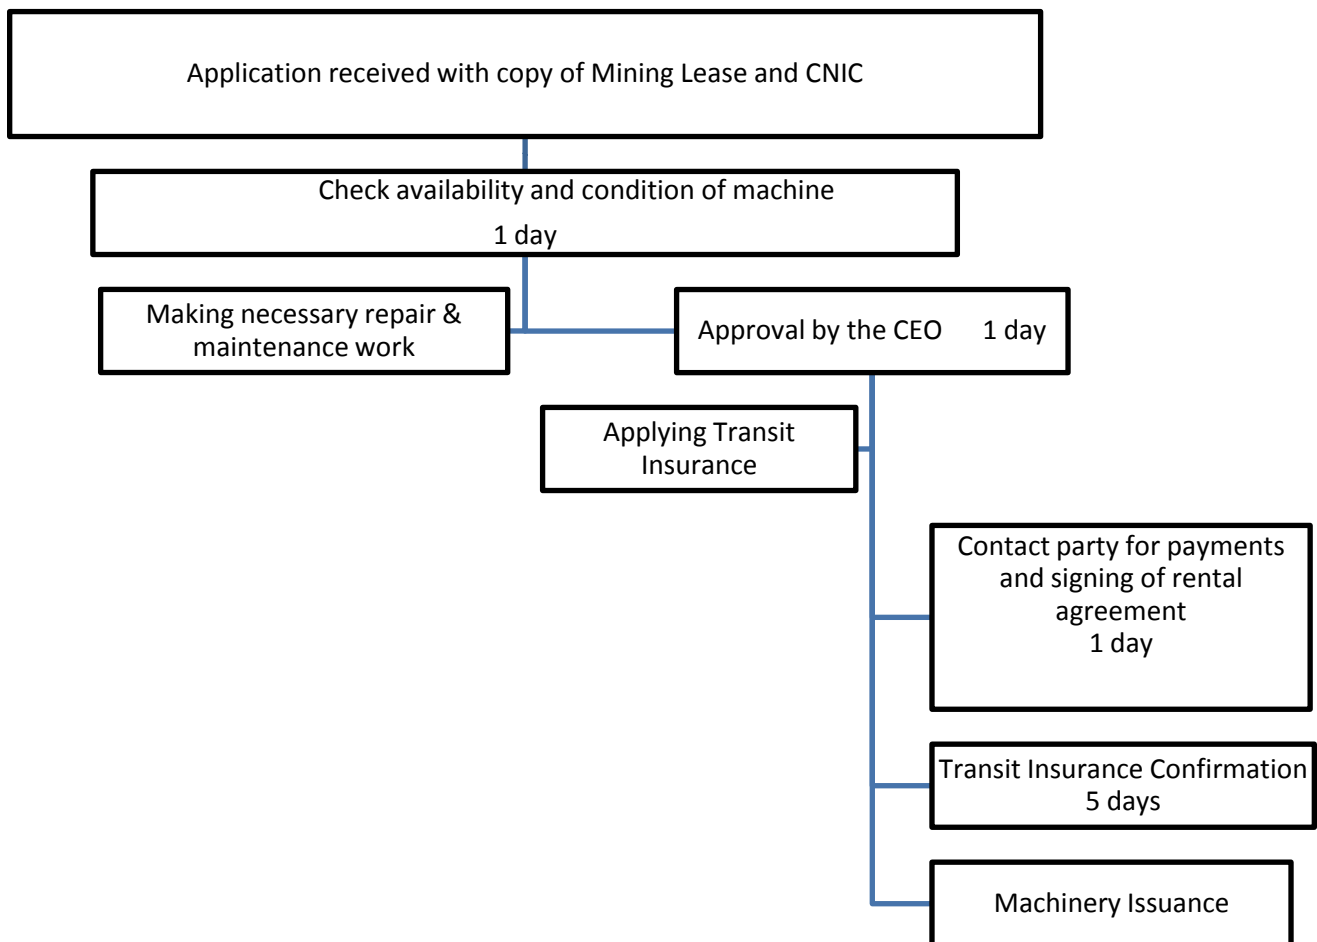 Application received with copy of Mining Lease and CNIC
Check availability and condition of machine
1 day
Making necessary repair &
maintenance work
Approval by the CEO 1 day
Applying Transit
Insurance
Contact party for payments
and signing of rental
agreement
1 day
Transit Insurance Confirmation
5 days
Machinery Issuance